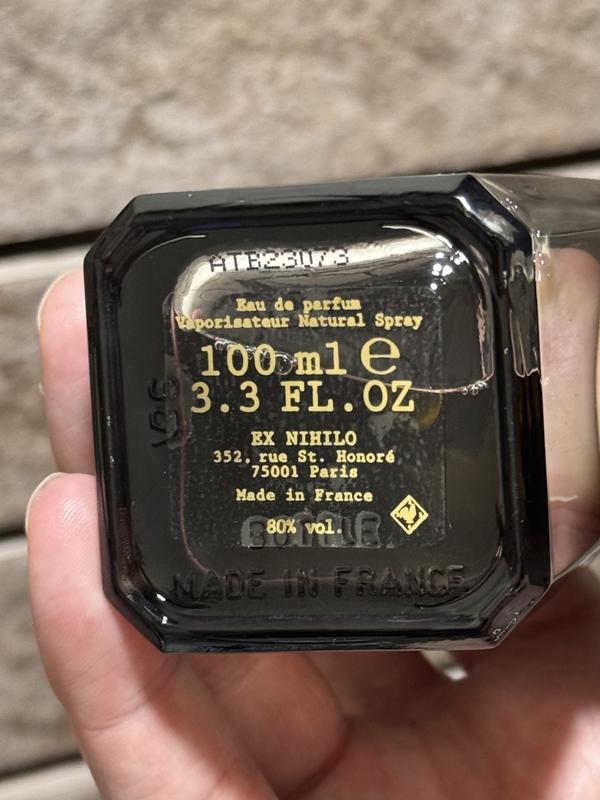 Eau de parfum
Vaporisateur Natural Spray
100 ml ℮
3.3 FL.OZ
EX NIHILO
352, rue St. Honoré
75001 Paris
Made in France
80% vol.
BOTTLE
MADE IN FRANCE